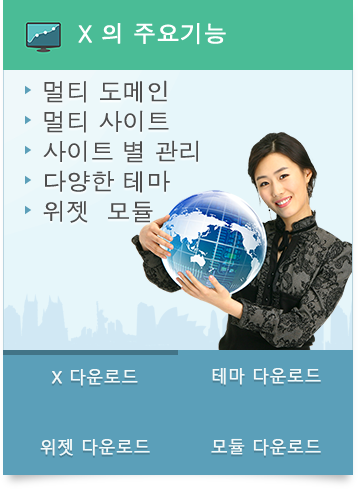 X 의 주요기능
멀티 도메인
멀티 사이트
사이트 별 관리
다양한 테마
위젯 모듈
X 다운로드
테마 다운로드
위젯 다운로드
모듈 다운로드